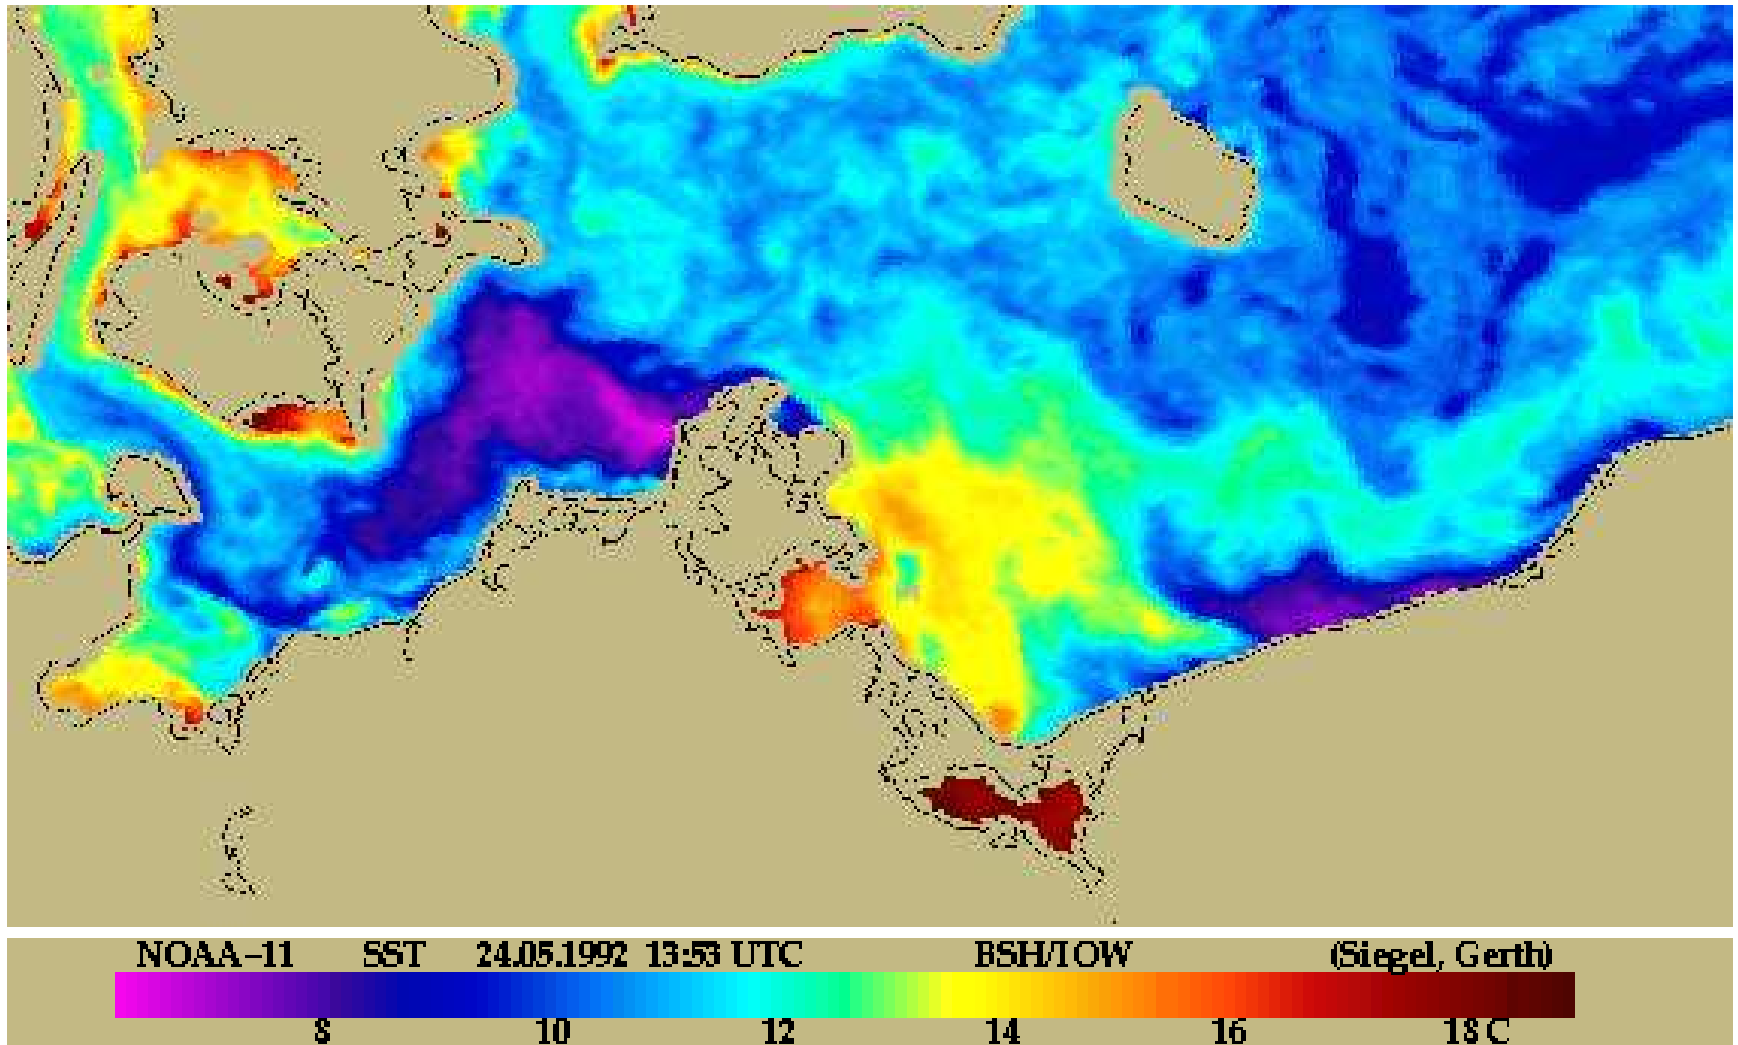 NOAA-11 SST 24.05.1992 13:53 UTC BSH/IOW (Siegel, Gerth)
8 10 12 14 16 18 C